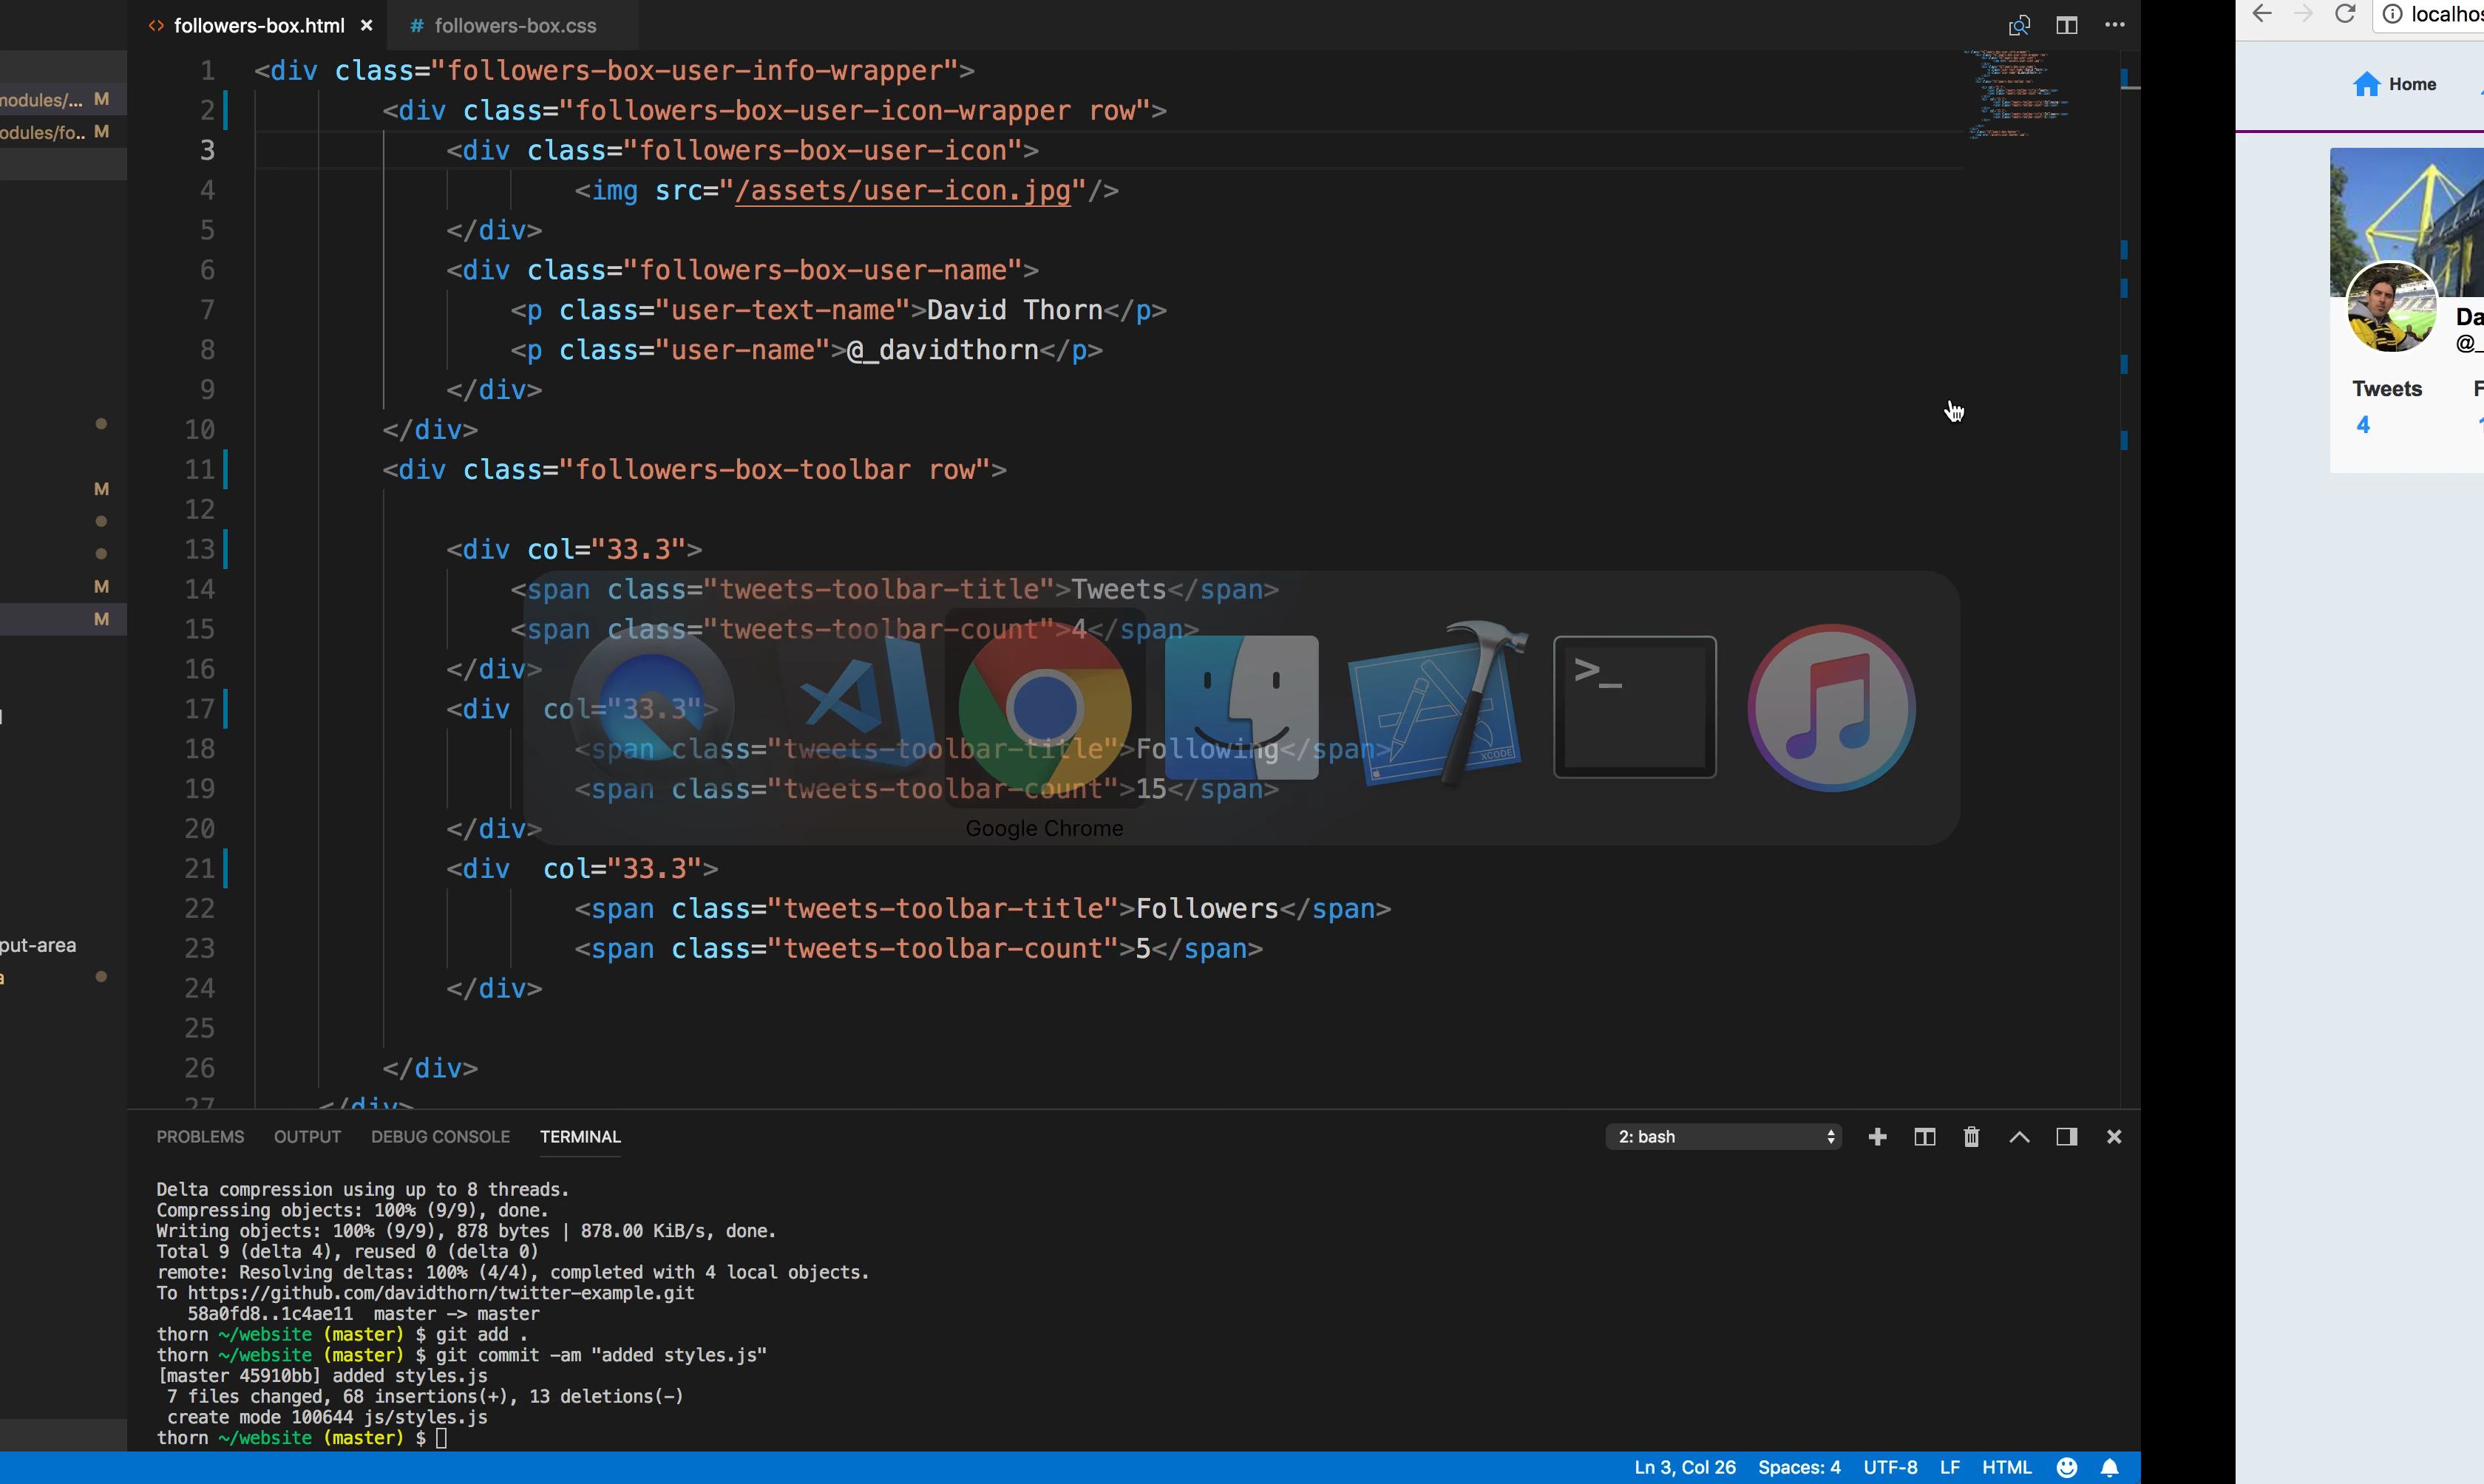 followers-box.html
# followers-box.css
nodules/... M
odules/fo.. M
M
M
M
put-area
1 <div class="followers-box-user-info-wrapper">
2 <div class="followers-box-user-icon-wrapper row">
3 <div class="followers-box-user-icon">
4 <img src="/assets/user-icon.jpg"/>
5 </div>
6 <div class="followers-box-user-name">
7 <p class="user-text-name">David Thorn</p>
8 <p class="user-name">@_davidthorn</p>
9 </div>
10 </div>
11 <div class="followers-box-toolbar row">
12
13 <div col="33.3">
14 <span class="tweets-toolbar-title">Tweets</span>
15 <span class="tweets-toolbar-count">4</span>
16 </div>
17 <div  col="33.3">
18 <span class="tweets-toolbar-title">Following</span>
19 <span class="tweets-toolbar-count">15</span>
20 </div>
21 <div  col="33.3">
22 <span class="tweets-toolbar-title">Followers</span>
23 <span class="tweets-toolbar-count">5</span>
24 </div>
25
26 </div>
27 </div>
>_
XCODE
Google Chrome
PROBLEMS OUTPUT DEBUG CONSOLE TERMINAL
2: bash
Delta compression using up to 8 threads.
Compressing objects: 100% (9/9), done.
Writing objects: 100% (9/9), 878 bytes | 878.00 KiB/s, done.
Total 9 (delta 4), reused 0 (delta 0)
remote: Resolving deltas: 100% (4/4), completed with 4 local objects.
To https://github.com/davidthorn/twitter-example.git
58a0fd8..1c4ae11  master -> master
thorn ~/website (master) $ git add .
thorn ~/website (master) $ git commit -am "added styles.js"
[master 45910bb] added styles.js
7 files changed, 68 insertions(+), 13 deletions(-)
create mode 100644 js/styles.js
thorn ~/website (master) $
Ln 3, Col 26 Spaces: 4 UTF-8 LF HTML
localhos
Home
Da
@_
Tweets F
4 1